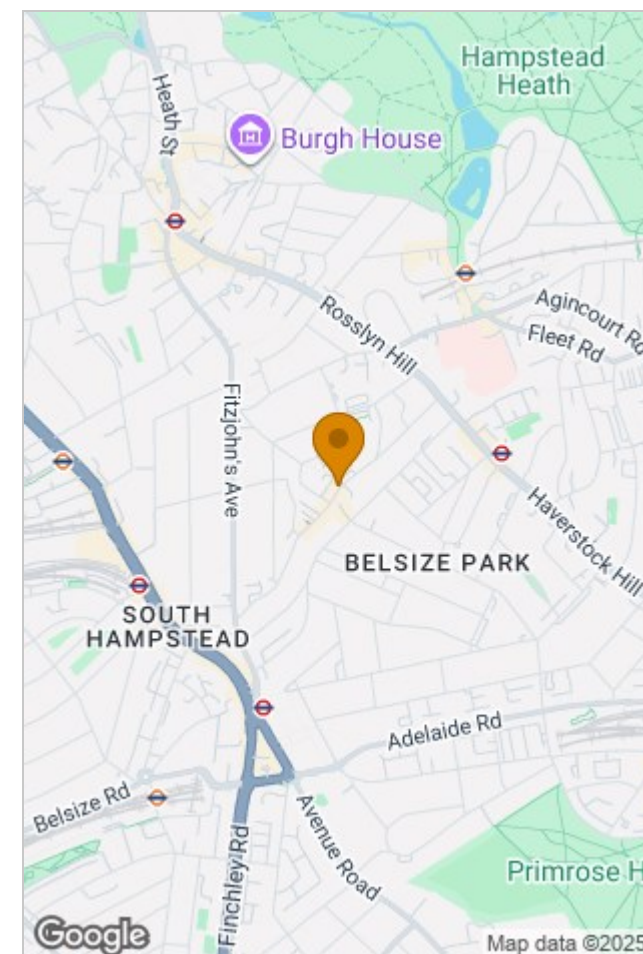 Hampstead
Heath
Heath St
Burgh House
Rosslyn Hill
Agincourt Ro
Fleet Rd
Fitzjohn's Ave
Haverstock Hill
BELSIZE PARK
SOUTH
HAMPSTEAD
Adelaide Rd
Belsize Rd
Finchley Rd
Avenue Road
Primrose H
Google
Map data ©2025